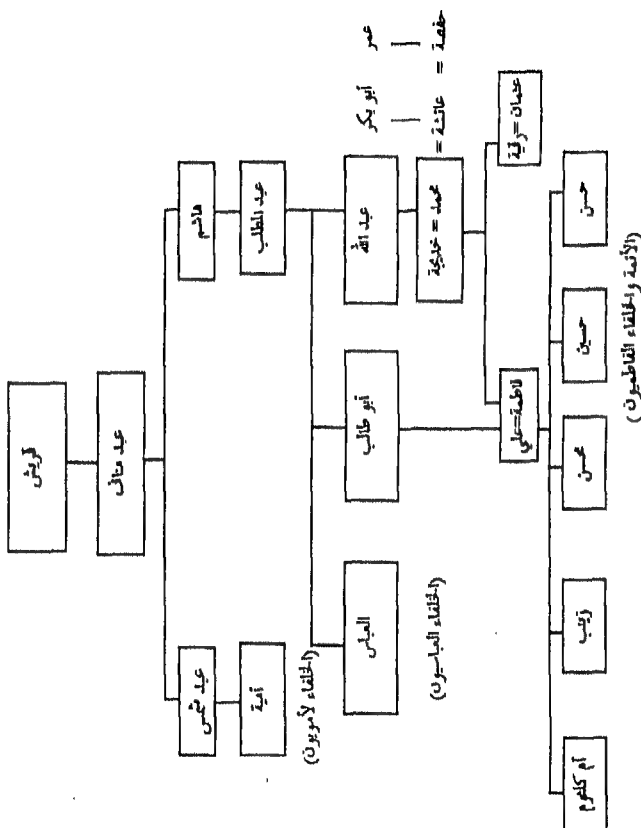 قريش
عبد مناف
هاشم
عبد شمس
عبد المطلب
أمية
(الخلفاء الأمويون)
عبد الله
أبو طالب
العباس
(الخلفاء العباسيون)
أبو بكر
عمر
محمد = خديجة
= عائشة
= حفصة
عثمان = رقية
فاطمة = علي
حسن
حسين
محسن
زينب
أم كلثوم
(الأئمة والخلفاء الفاطميون)